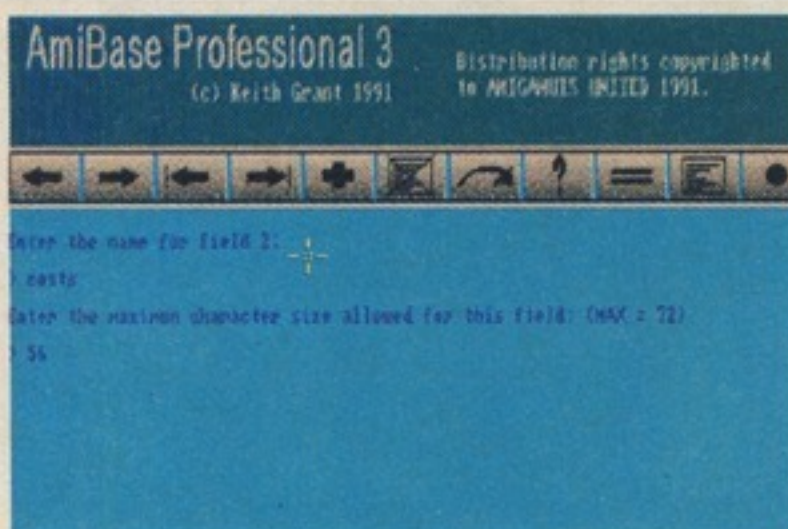 AmiBase Professional 3
(c) Keith Grant 1991
Distribution rights copyrighted
to AMIGANUTS UNITED 1991.
Enter the name for field 2:
> costs
Enter the maximum character size allowed for this field: (MAX = 72)
> 56